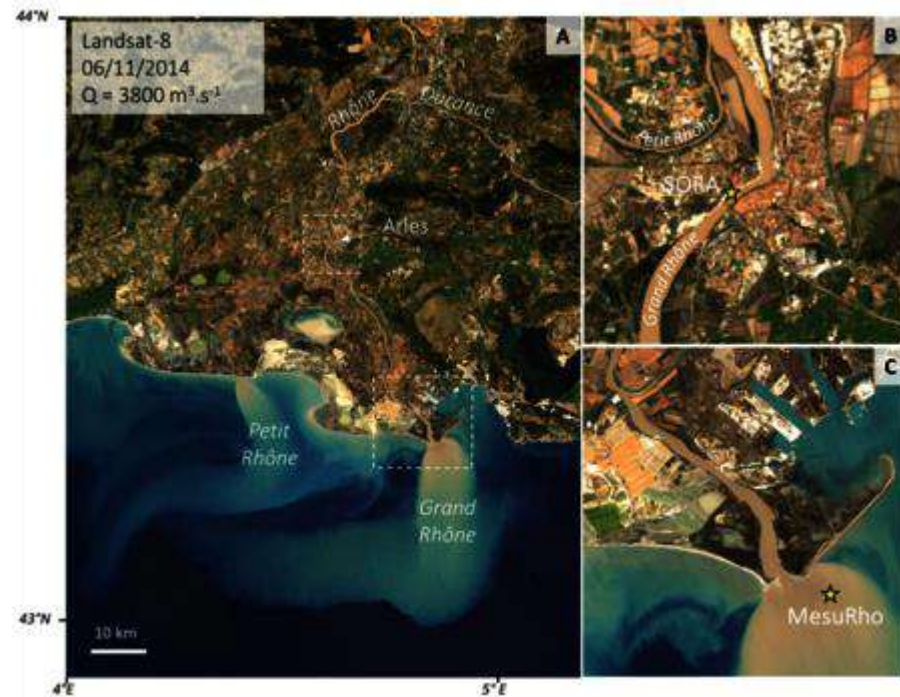 44°N
Landsat-8
06/11/2014
Q = 3800 m³.s⁻¹
A
Rhône
Durance
Arles
Petit
Rhône
Grand
Rhône
43°N
10 km
4°E
5°E
B
Petit Rhône
SORA
Grand Rhône
C
MesuRho